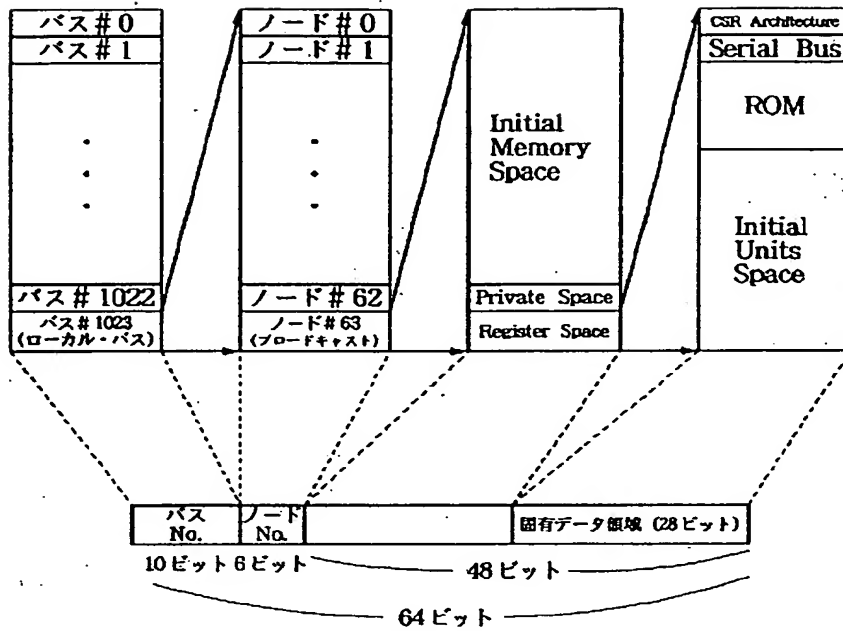 バス#0
バス#1
バス#1022
バス#1023
(ローカル・バス)
ノード#0
ノード#1
ノード#62
ノード#63
(ブロードキャスト)
Initial
Memory
Space
Private Space
Register Space
CSR Architecture
Serial Bus
ROM
Initial
Units
Space
バス
No.
ノード
No.
固有データ領域 (28ビット)
10ビット 6ビット
48ビット
64ビット